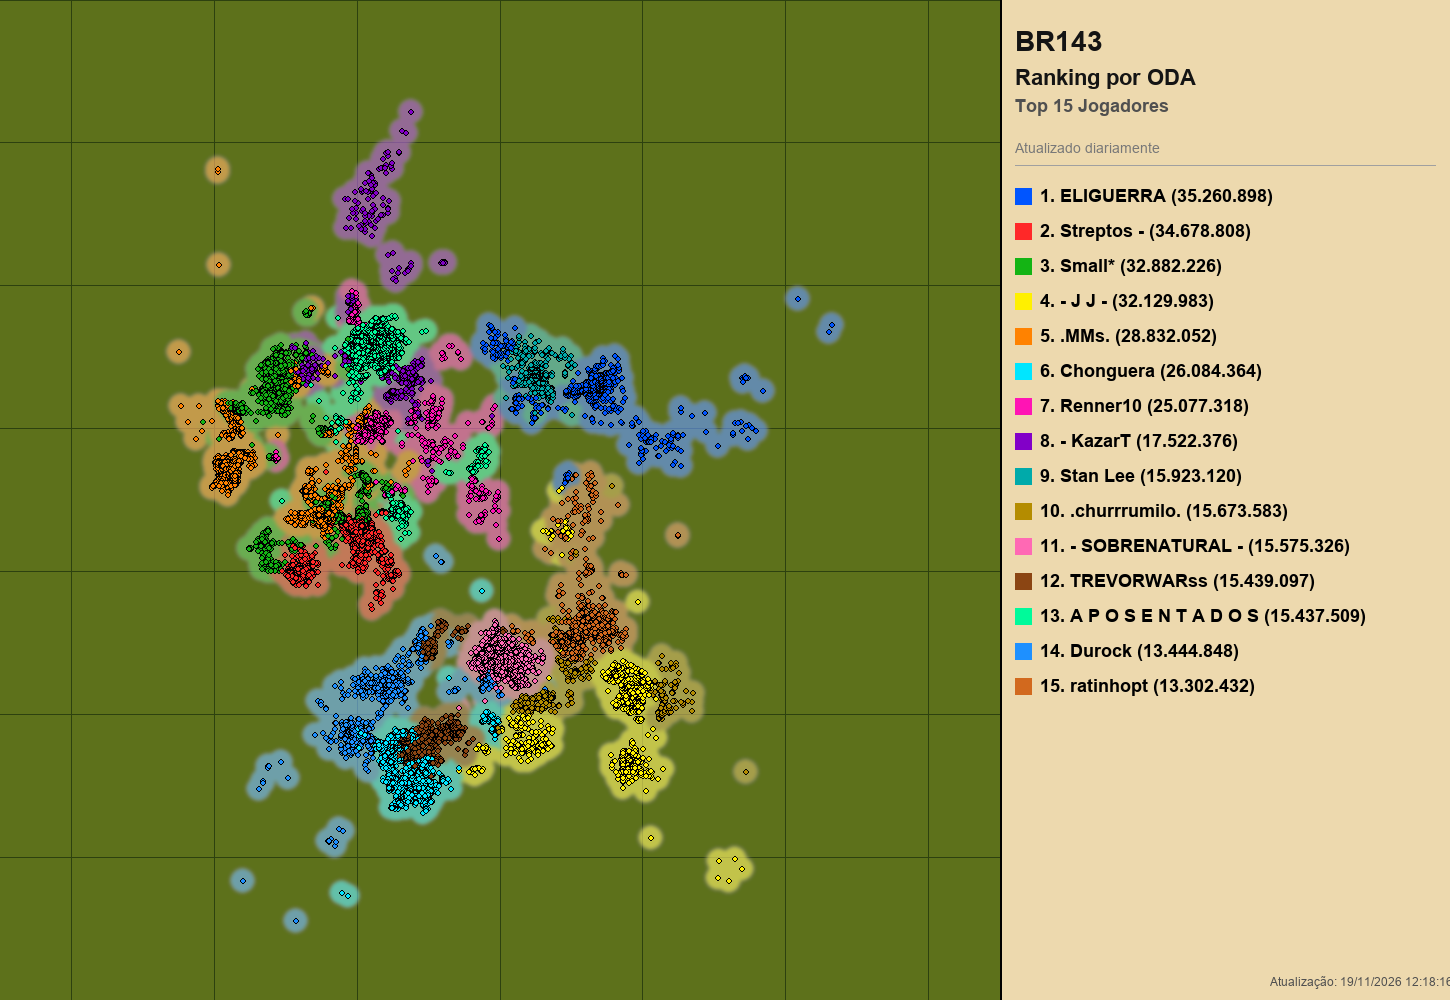 BR143
Ranking por ODA
Top 15 Jogadores
Atualizado diariamente
1. ELIGUERRA (35.260.898)
2. Streptos - (34.678.808)
3. Small* (32.882.226)
4. - J J - (32.129.983)
5. .MMs. (28.832.052)
6. Chonguera (26.084.364)
7. Renner10 (25.077.318)
8. - KazarT (17.522.376)
9. Stan Lee (15.923.120)
10. .churrrumilo. (15.673.583)
11. - SOBRENATURAL - (15.575.326)
12. TREVORWARss (15.439.097)
13. A P O S E N T A D O S (15.437.509)
14. Durock (13.444.848)
15. ratinhopt (13.302.432)
Atualização: 19/11/2026 12:18:16